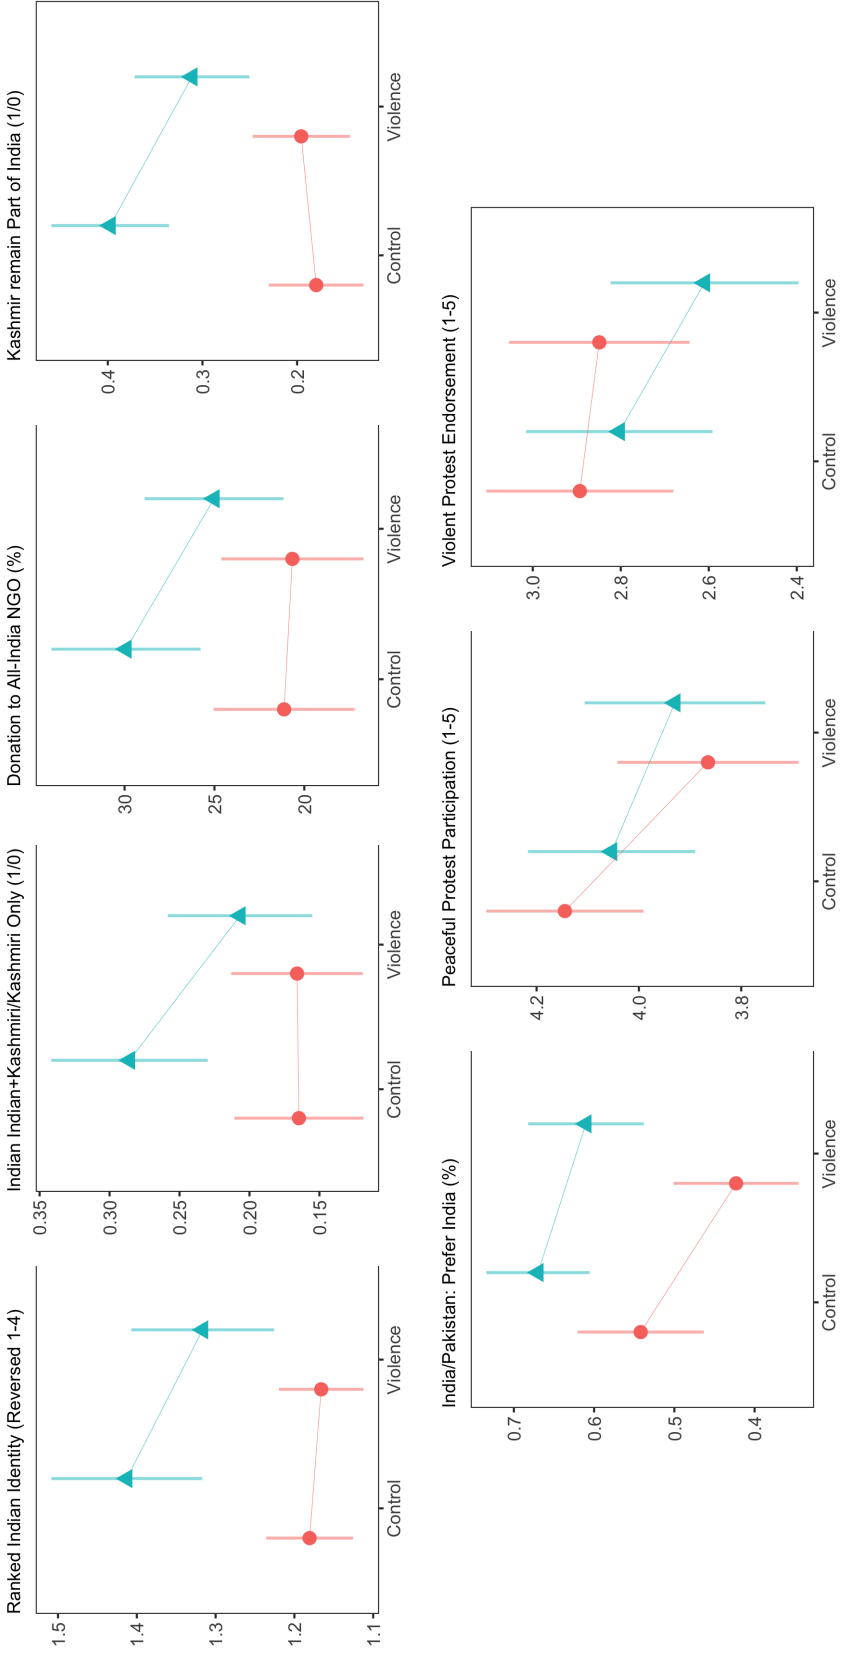 Ranked Indian Identity (Reversed 1-4)
1.5
1.4
1.3
1.2
1.1
Control
Violence
Indian Indian+Kashmiri/Kashmiri Only (1/0)
0.35
0.30
0.25
0.20
0.15
Control
Violence
Donation to All-India NGO (%)
30
25
20
Control
Violence
Kashmir remain Part of India (1/0)
0.4
0.3
0.2
Control
Violence
India/Pakistan: Prefer India (%)
0.7
0.6
0.5
0.4
Control
Violence
Peaceful Protest Participation (1-5)
4.2
4.0
3.8
Control
Violence
Violent Protest Endorsement (1-5)
3.0
2.8
2.6
2.4
Control
Violence